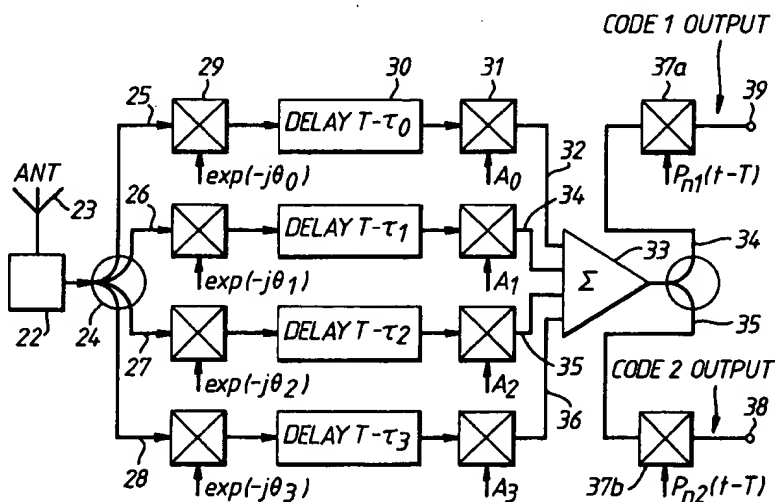 CODE 1 OUTPUT
29
30
31
37a
39
25
DELAY T-τ0
32
ANT
exp(-jθ0)
A0
Pn1(t-T)
23
26
34
33
34
DELAY T-τ1
Σ
exp(-jθ1)
A1
22
24
27
DELAY T-τ2
35
35
CODE 2 OUTPUT
exp(-jθ2)
A2
36
38
28
DELAY T-τ3
37b
exp(-jθ3)
A3
Pn2(t-T)